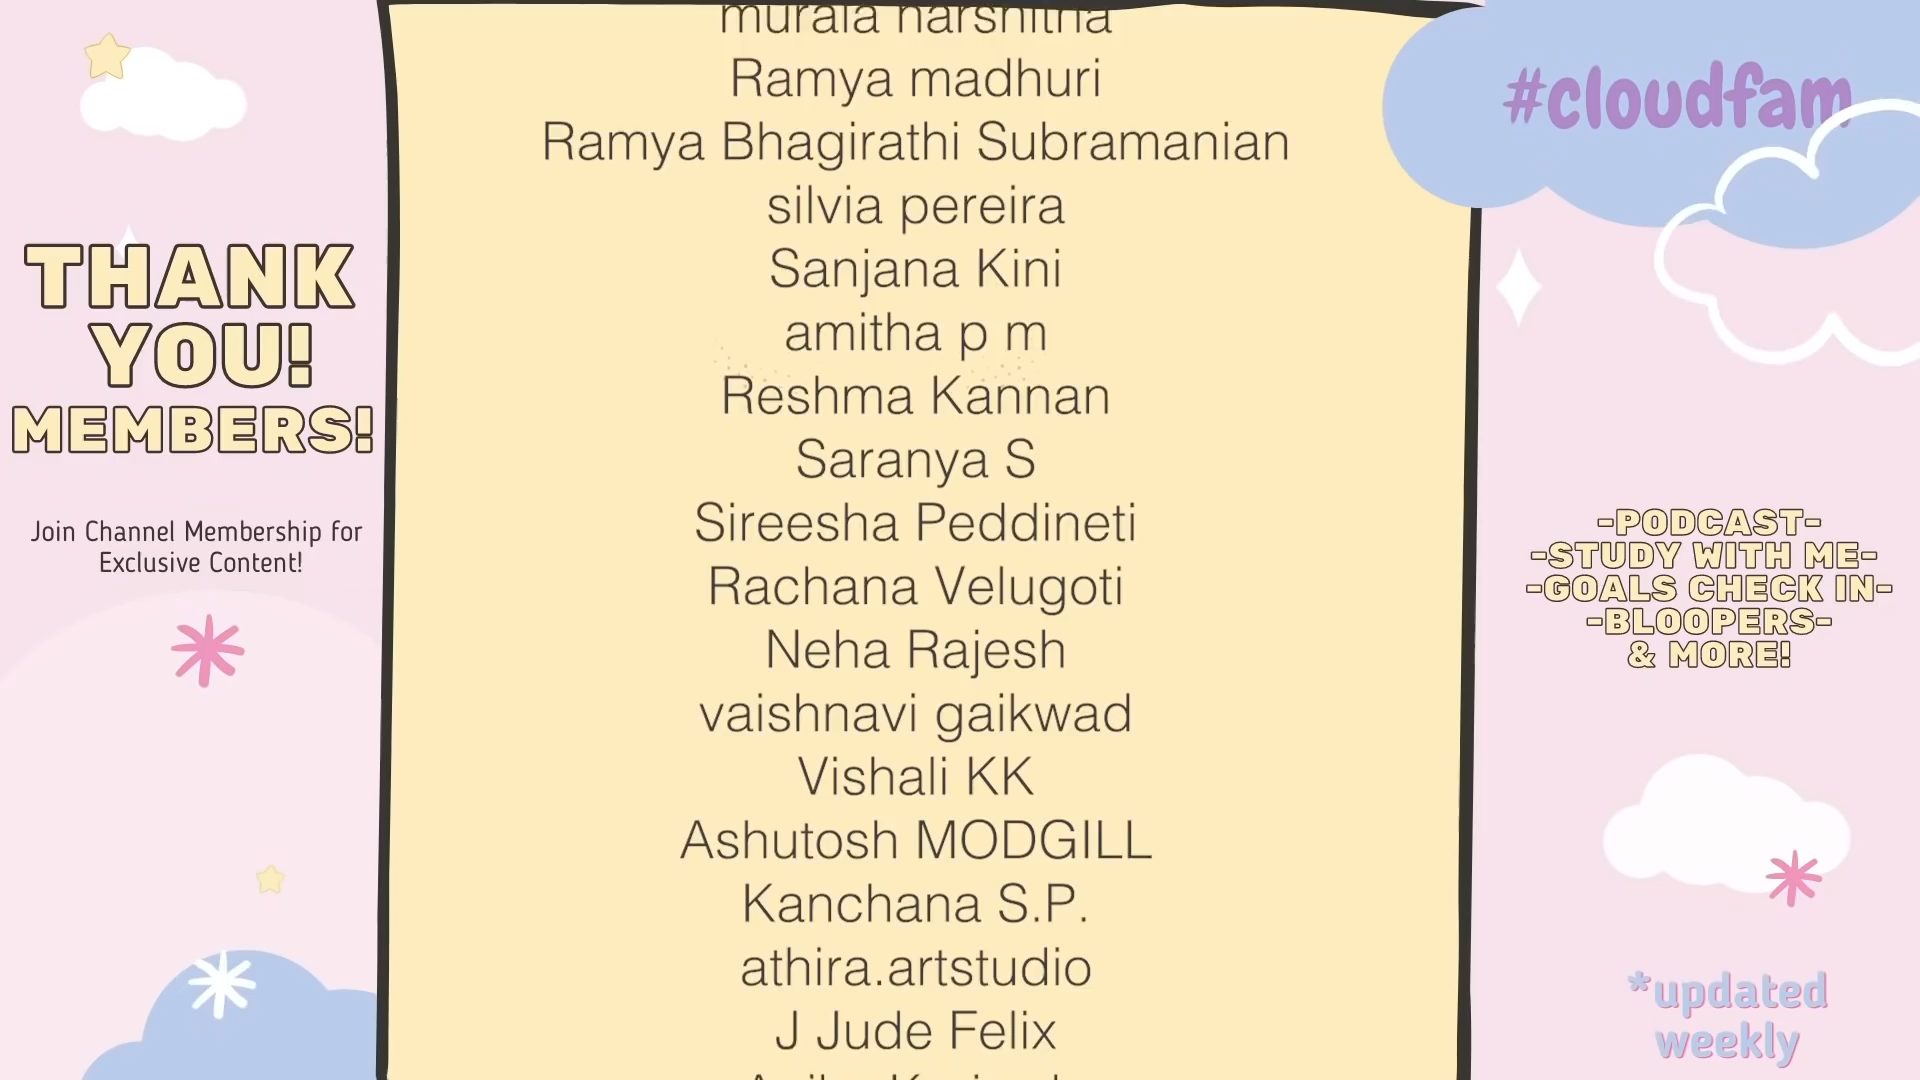 THANK
YOU!
MEMBERS!
Join Channel Membership for
Exclusive Content!
murala harshitha
Ramya madhuri
Ramya Bhagirathi Subramanian
silvia pereira
Sanjana Kini
amitha p m
Reshma Kannan
Saranya S
Sireesha Peddineti
Rachana Velugoti
Neha Rajesh
vaishnavi gaikwad
Vishali KK
Ashutosh MODGILL
Kanchana S.P.
athira.artstudio
J Jude Felix
#cloudfam
-PODCAST-
-STUDY WITH ME-
-GOALS CHECK IN-
-BLOOPERS-
& MORE!
*updated
weekly